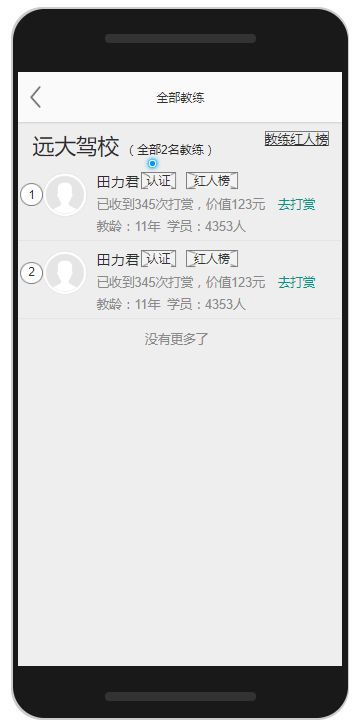 全部教练
远大驾校（全部2名教练） 教练红人榜
1 田力君 认证 红人榜
已收到345次打赏，价值123元 去打赏
教龄：11年 学员：4353人
2 田力君 认证 红人榜
已收到345次打赏，价值123元 去打赏
教龄：11年 学员：4353人
没有更多了